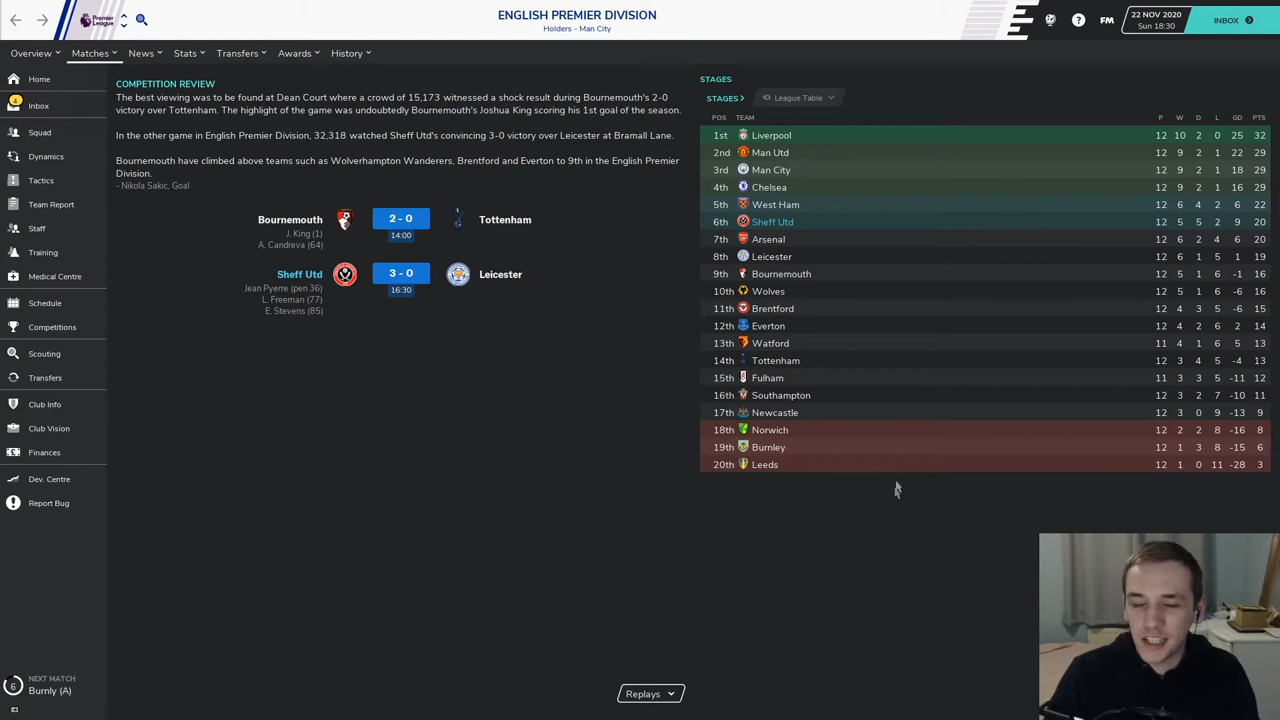 Premier League
ENGLISH PREMIER DIVISION
Holders - Man City
FM
22 NOV 2020
Sun 18:30
INBOX
Overview
Matches
News
Stats
Transfers
Awards
History
Home
Inbox
Squad
Dynamics
Tactics
Team Report
Staff
Training
Medical Centre
Schedule
Competitions
Scouting
Transfers
Club Info
Club Vision
Finances
Dev. Centre
Report Bug
6
NEXT MATCH
Burnly (A)
COMPETITION REVIEW
The best viewing was to be found at Dean Court where a crowd of 15,173 witnessed a shock result during Bournemouth's 2-0
victory over Tottenham. The highlight of the game was undoubtedly Bournemouth's Joshua King scoring his 1st goal of the season.
In the other game in English Premier Division, 32,318 watched Sheff Utd's convincing 3-0 victory over Leicester at Bramall Lane.
Bournemouth have climbed above teams such as Wolverhampton Wanderers, Brentford and Everton to 9th in the English Premier
Division.
- Nikola Sakic, Goal
Bournemouth 2 - 0 Tottenham
J. King (1) 14:00
A. Candreva (64)
Sheff Utd 3 - 0 Leicester
Jean Pyerre (pen 36) 16:30
L. Freeman (77)
E. Stevens (85)
Replays
STAGES
STAGES> League Table
POS TEAM P W D L GD PTS
1st Liverpool 12 10 2 0 25 32
2nd Man Utd 12 9 2 1 22 29
3rd Man City 12 9 2 1 18 29
4th Chelsea 12 9 2 1 16 29
5th West Ham 12 6 4 2 6 22
6th Sheff Utd 12 5 5 2 9 20
7th Arsenal 12 6 2 4 6 20
8th Leicester 12 6 1 5 1 19
9th Bournemouth 12 5 1 6 -1 16
10th Wolves 12 5 1 6 -6 16
11th Brentford 12 4 3 5 -6 15
12th Everton 12 4 2 6 2 14
13th Watford 11 4 1 6 5 13
14th Tottenham 12 3 4 5 -4 13
15th Fulham 11 3 3 5 -11 12
16th Southampton 12 3 2 7 -10 11
17th Newcastle 12 3 0 9 -13 9
18th Norwich 12 2 2 8 -16 8
19th Burnley 12 1 3 8 -15 6
20th Leeds 12 1 0 11 -28 3